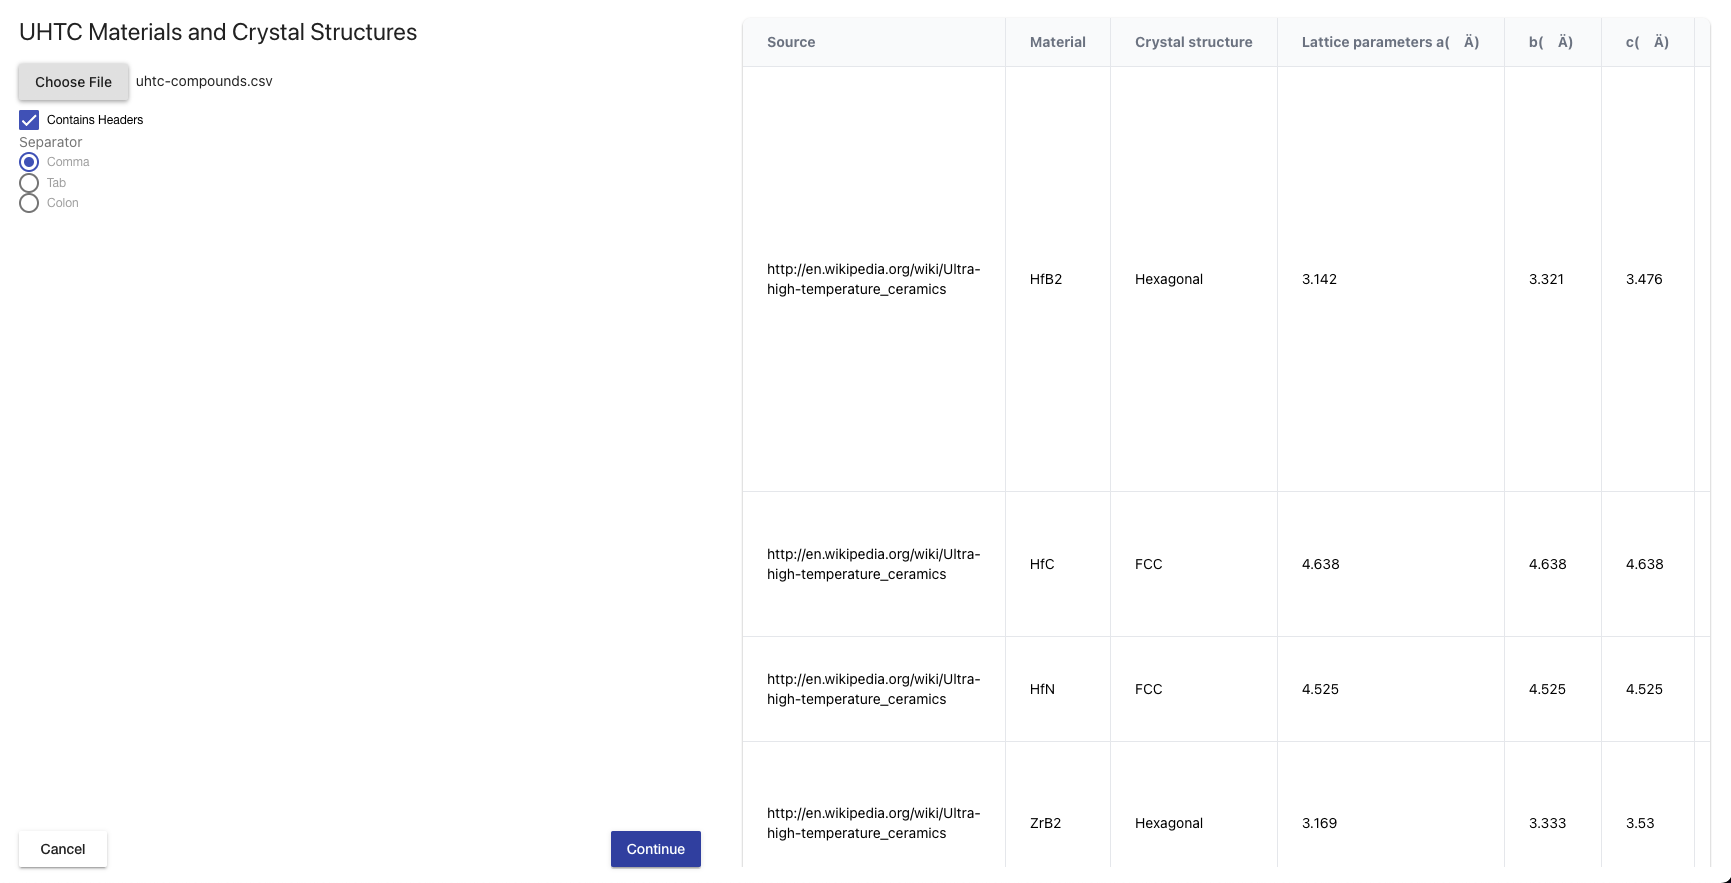 UHTC Materials and Crystal Structures
Choose File uhtc-compounds.csv
Contains Headers
Separator
Comma
Tab
Colon
Cancel
Continue
Source Material Crystal structure Lattice parameters a( Ä) b( Ä) c( Ä)
http://en.wikipedia.org/wiki/Ultra-
high-temperature_ceramics HfB2 Hexagonal 3.142 3.321 3.476
http://en.wikipedia.org/wiki/Ultra-
high-temperature_ceramics HfC FCC 4.638 4.638 4.638
http://en.wikipedia.org/wiki/Ultra-
high-temperature_ceramics HfN FCC 4.525 4.525 4.525
http://en.wikipedia.org/wiki/Ultra-
high-temperature_ceramics ZrB2 Hexagonal 3.169 3.333 3.53